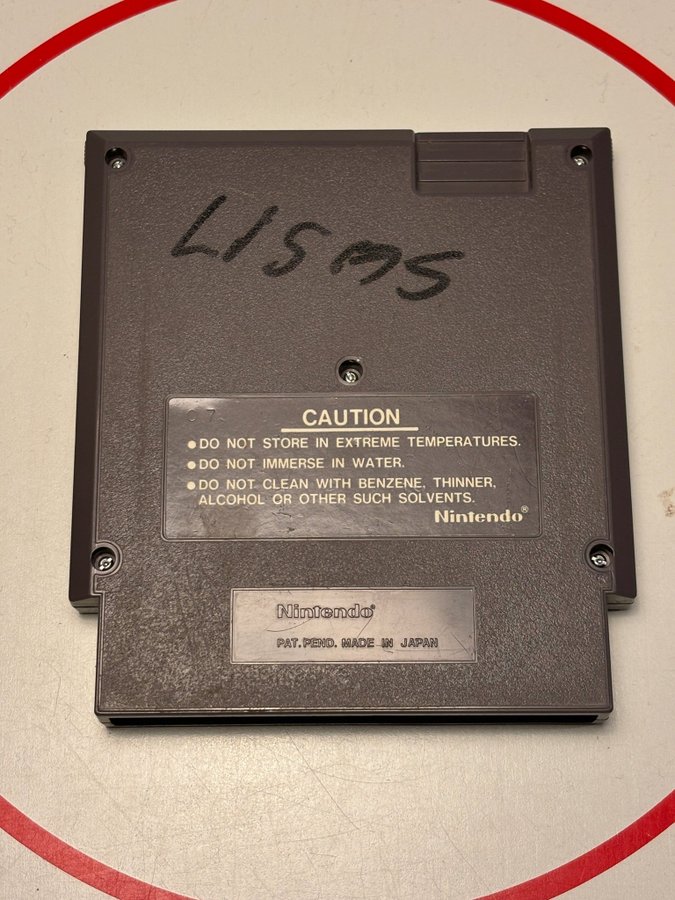 LISMS
07
CAUTION
● DO NOT STORE IN EXTREME TEMPERATURES.
● DO NOT IMMERSE IN WATER.
● DO NOT CLEAN WITH BENZENE, THINNER,
ALCOHOL OR OTHER SUCH SOLVENTS.
Nintendo®
Nintendo®
PAT. PEND. MADE IN JAPAN